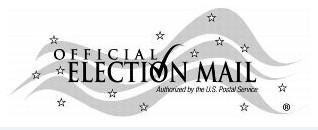 OFFICIAL
ELECTION MAIL
Authorized by the U.S. Postal Service
®